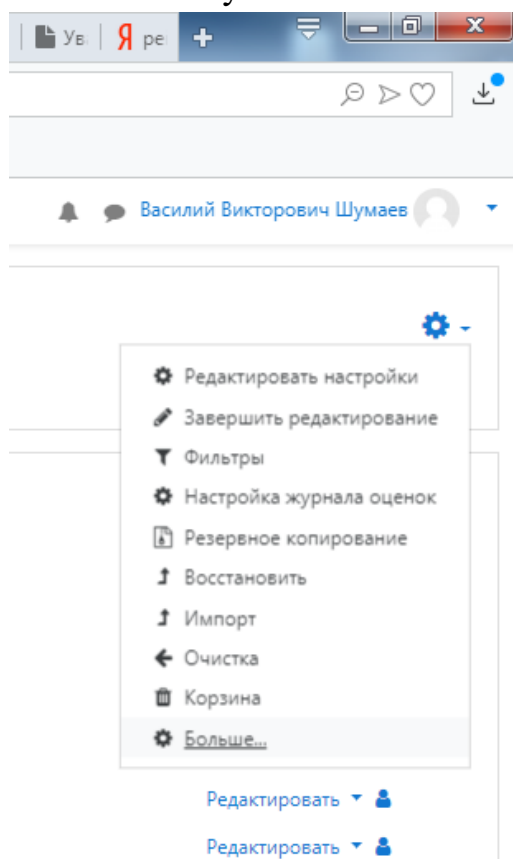 Ув
Я ре
Василий Викторович Шумаев
Редактировать настройки
Завершить редактирование
Фильтры
Настройка журнала оценок
Резервное копирование
Восстановить
Импорт
Очистка
Корзина
Больше...
Редактировать
Редактировать